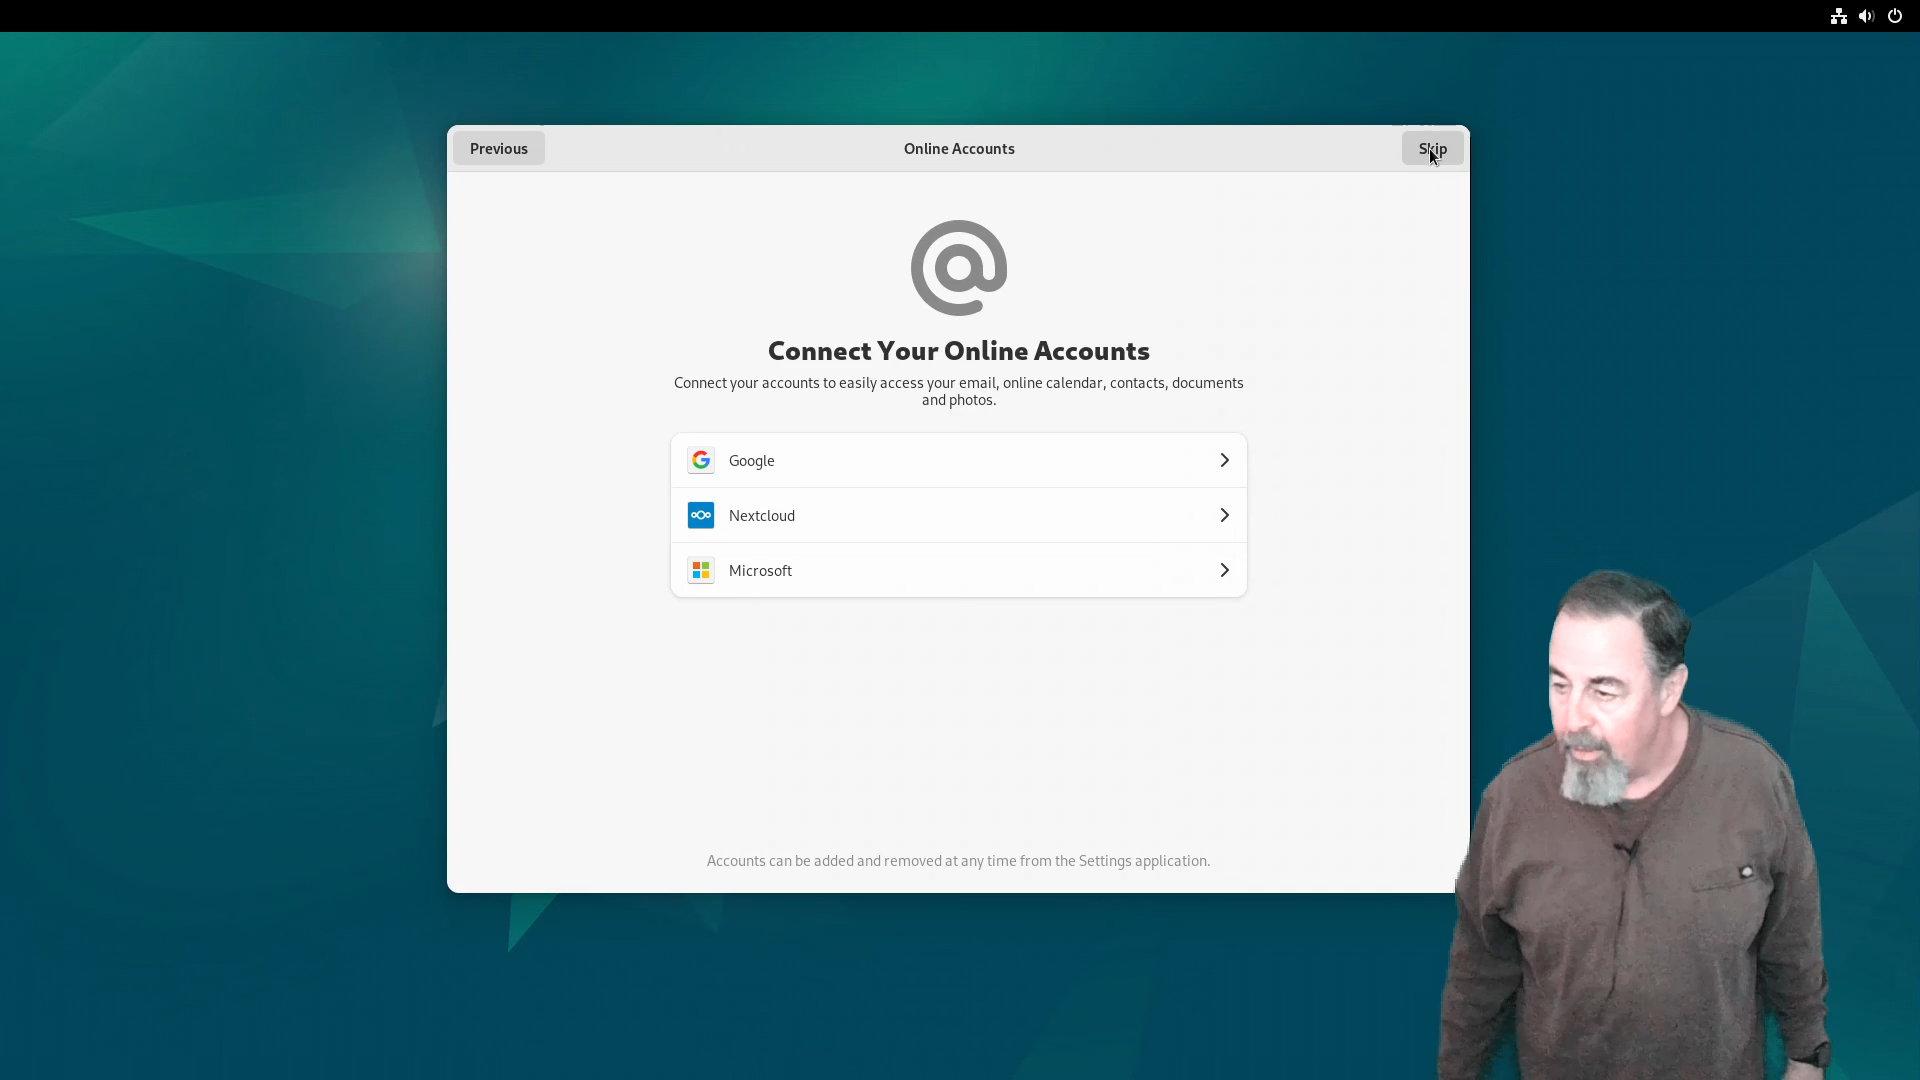 Previous
Online Accounts
Skip
Connect Your Online Accounts
Connect your accounts to easily access your email, online calendar, contacts, documents
and photos.
Google
Nextcloud
Microsoft
Accounts can be added and removed at any time from the Settings application.